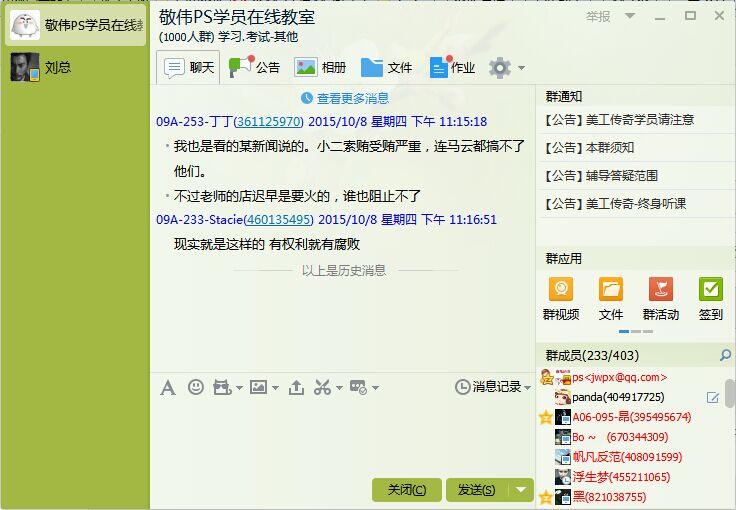 敬伟PS学员在线教
刘总
敬伟PS学员在线教室
(1000人群) 学习.考试-其他
举报
聊天
公告
相册
文件
作业
查看更多消息
09A-253-丁丁(361125970) 2015/10/8 星期四 下午 11:15:18
我也是看的某新闻说的。小二索贿受贿严重，连马云都搞不了
他们。
不过老师的店迟早是要火的，谁也阻止不了
09A-233-Stacie(460135495) 2015/10/8 星期四 下午 11:16:51
现实就是这样的 有权利就有腐败
以上是历史消息
消息记录
关闭(C)
发送(S)
群通知
【公告】美工传奇学员请注意
【公告】本群须知
【公告】辅导答疑范围
【公告】美工传奇-终身听课
群应用
群视频
文件
群活动
签到
群成员(233/403)
ps<jwpx@qq.com>
panda(404917725)
A06-095-昂(395495674)
Bo ~ (670344309)
帆凡反范(408091599)
浮生梦(455211065)
黑(821038755)